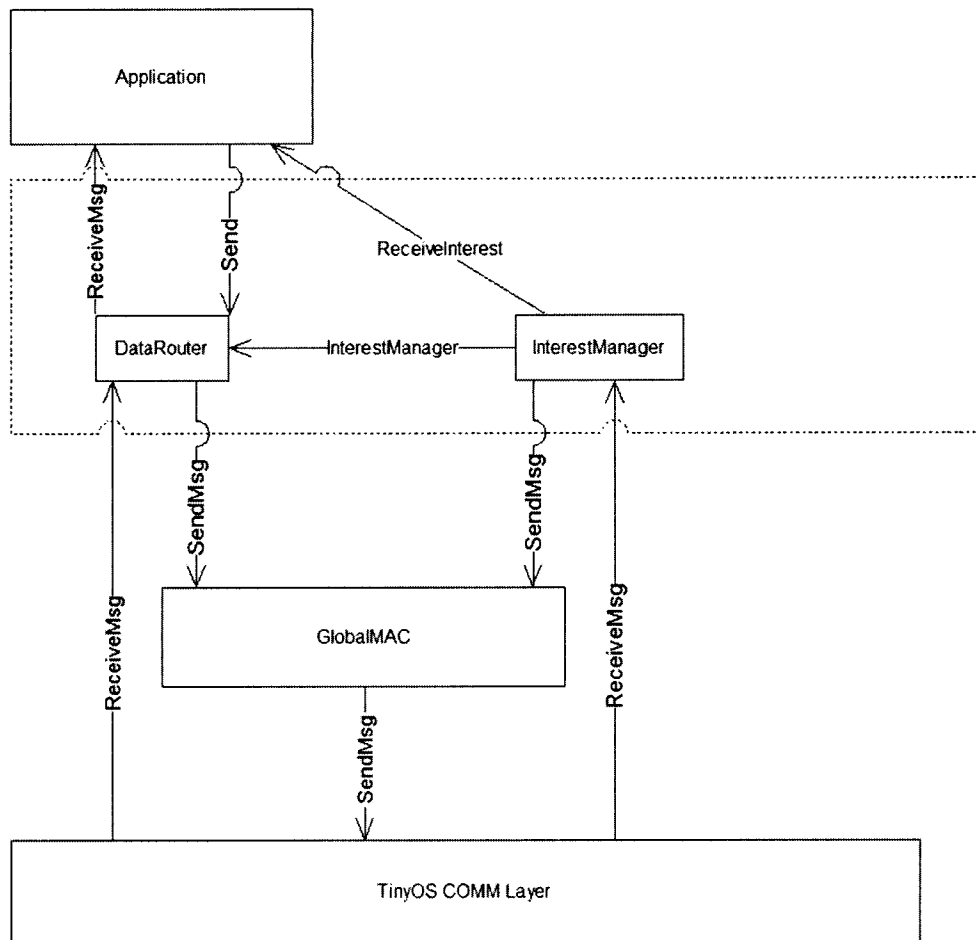 Application
ReceiveMsg
Send
ReceiveInterest
DataRouter
InterestManager
InterestManager
SendMsg
SendMsg
GlobalMAC
ReceiveMsg
SendMsg
ReceiveMsg
TinyOS COMM Layer